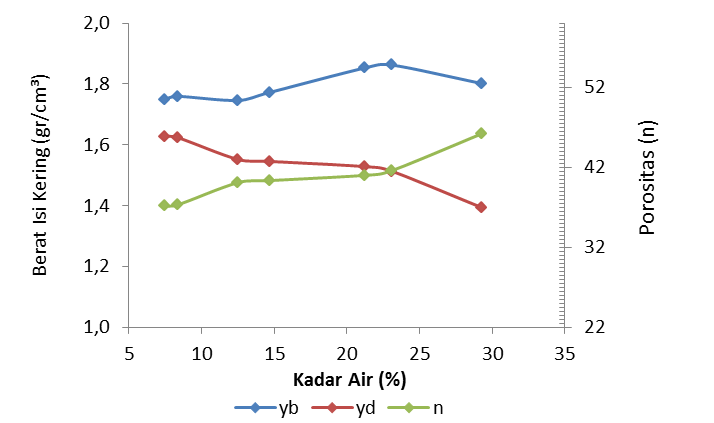 Berat Isi Kering (gr/cm³)
2,0
1,8
1,6
1,4
1,2
1,0
52
42
32
22
Porositas (n)
5 10 15 20 25 30 35
Kadar Air (%)
yb yd n